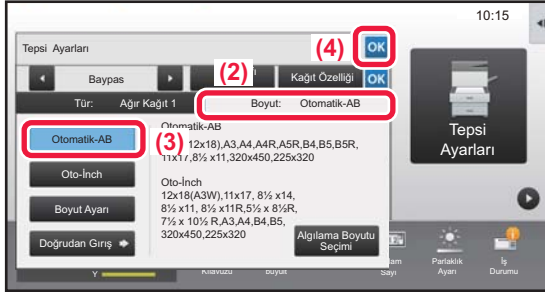 10:15
Tepsi Ayarları
(4)
OK
Baypas
(2)
Kağıt Özelliği
OK
Tür: Ağır Kağıt 1
Boyut: Otomatik-AB
Otomatik-AB
(3)
Oto-İnch
Boyut Ayarı
Doğrudan Giriş
Otomatik-AB
12x18),A3,A4,A4R,A5R,B4,B5,B5R,
11x17,8½ x11,320x450,225x320
Oto-İnch
12x18(A3W),11x17, 8½ x14,
8½ x11, 8½ x11R,5½ x 8½R,
7½ x 10½ R,A3,A4,B4,B5,
320x450,225x320
Algılama Boyutu
Seçimi
Tepsi
Ayarları
Y
Kılavuzu
Sayı
Parlaklık
Ayarı
İş
Durumu